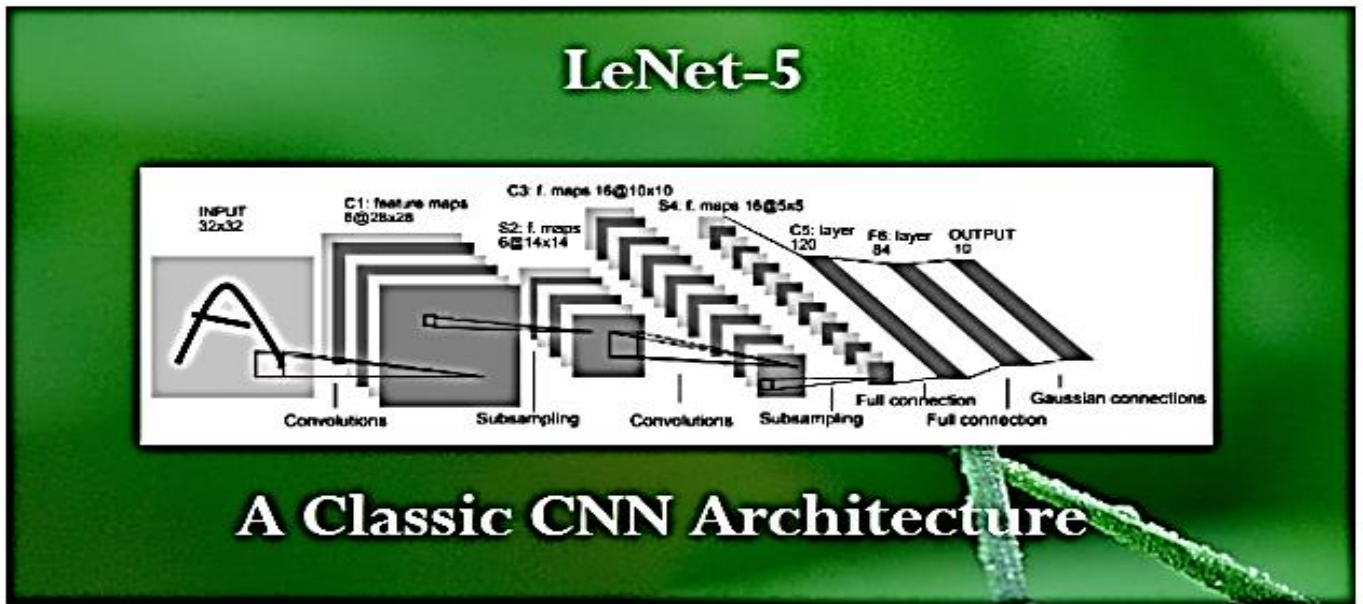 LeNet-5
INPUT
32x32
C1: feature maps
6@28x28
S2: f. maps
6@14x14
C3: f. maps 16@10x10
S4: f. maps 16@5x5
C5: layer
120
F6: layer
84
OUTPUT
10
Convolutions
Subsampling
Convolutions
Subsampling
Full connection
Full connection
Gaussian connections
A Classic CNN Architecture